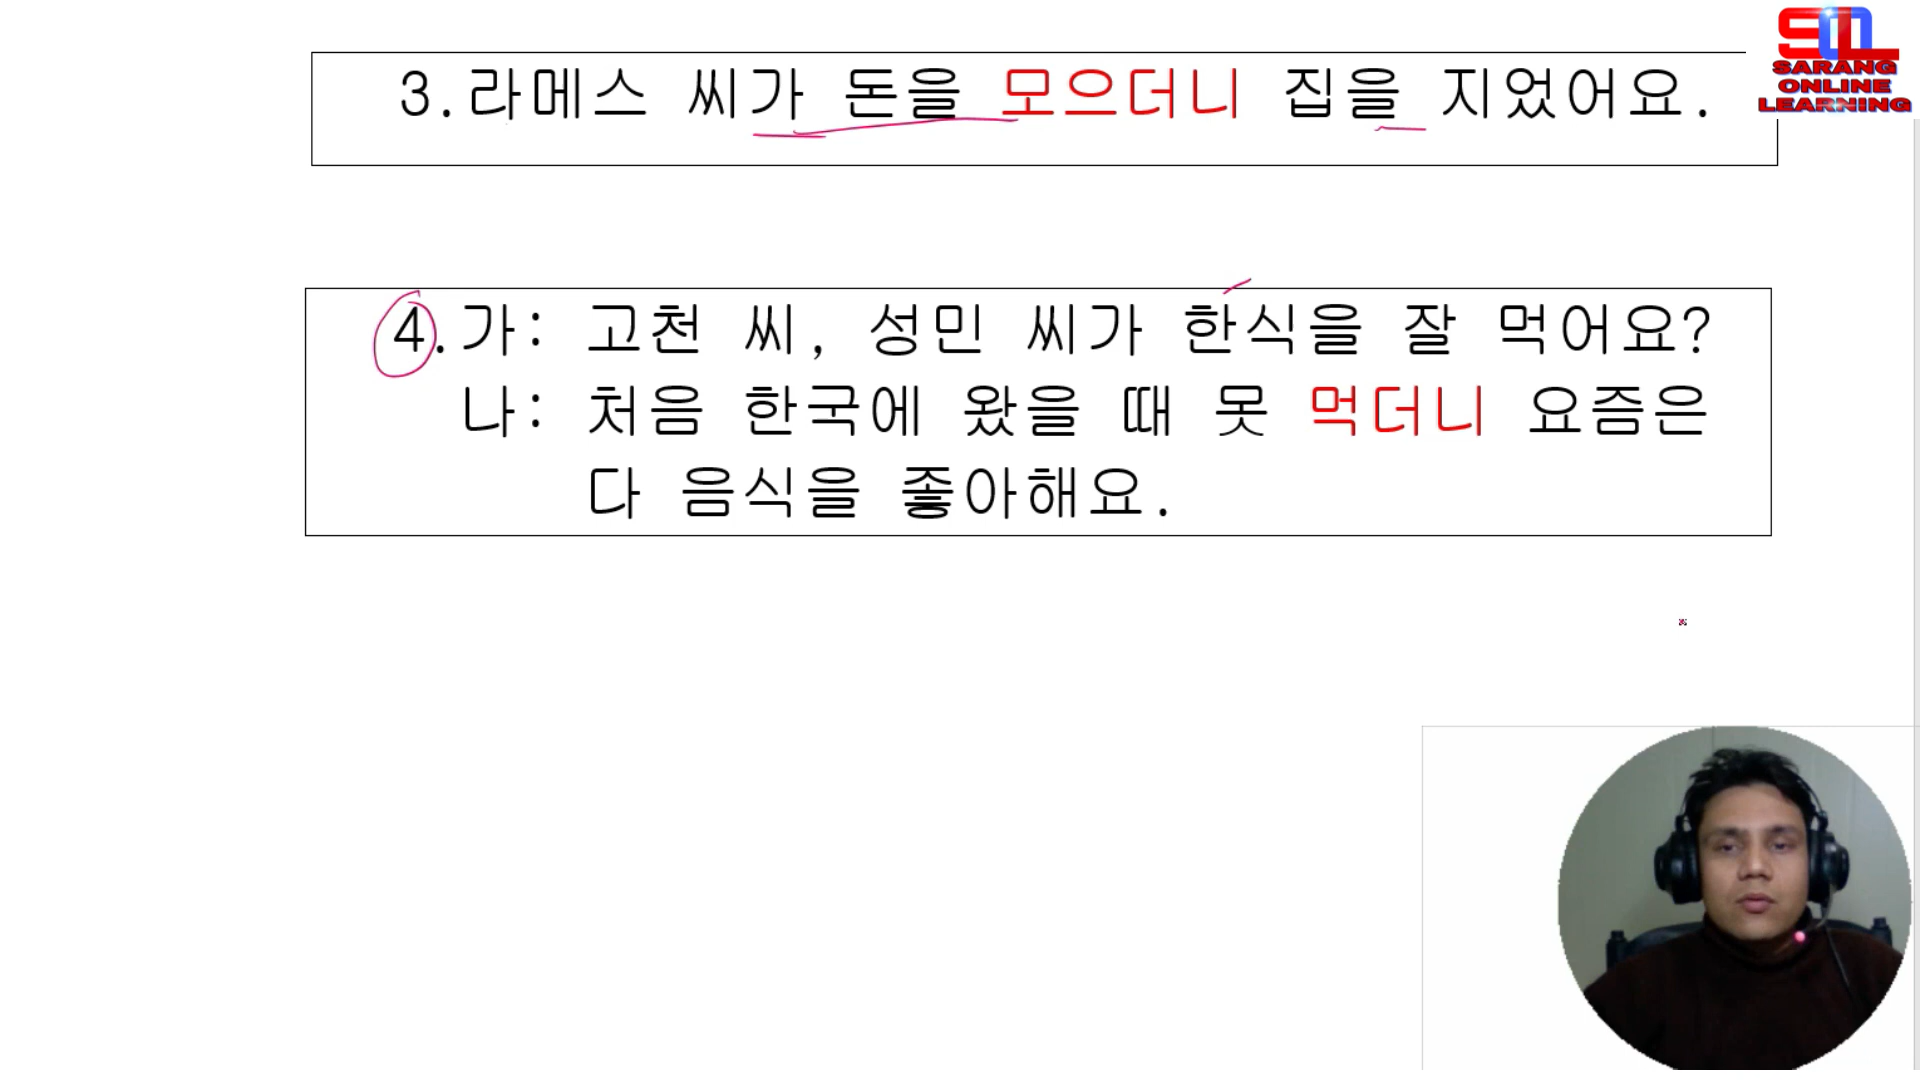 3.라메스 씨가 돈을 모으더니 집을 지었어요.
4.가: 고천 씨, 성민 씨가 한식을 잘 먹어요?
나: 처음 한국에 왔을 때 못 먹더니 요즘은
다 음식을 좋아해요.
SOL
SARANG
ONLINE
LEARNING